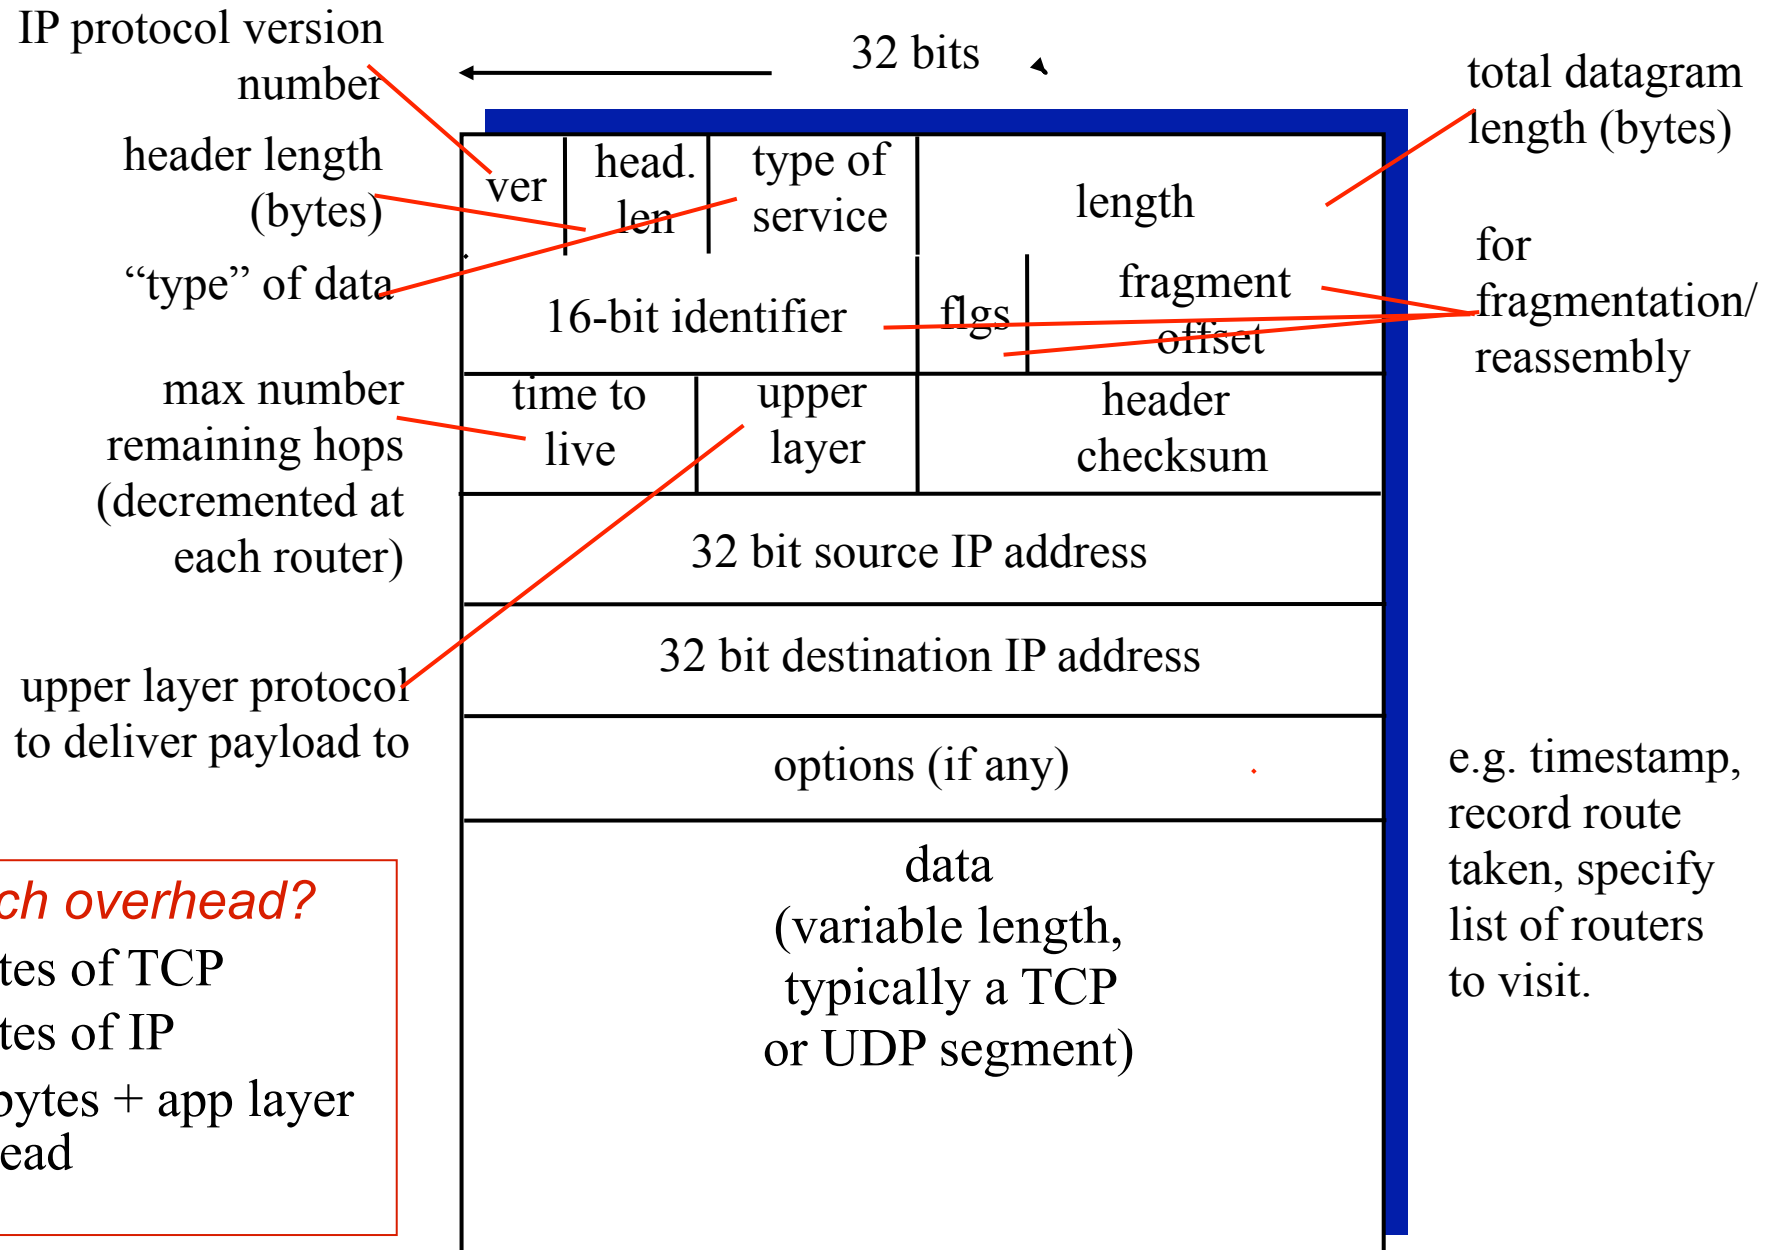 IP protocol version
number
header length
(bytes)
“type” of data
max number
remaining hops
(decremented at
each router)
upper layer protocol
to deliver payload to
ch overhead?
tes of TCP
tes of IP
bytes + app layer
ead
32 bits
ver
head.
len
type of
service
length
16-bit identifier
flgs
fragment
offset
time to
live
upper
layer
header
checksum
32 bit source IP address
32 bit destination IP address
options (if any)
data
(variable length,
typically a TCP
or UDP segment)
total datagram
length (bytes)
for
fragmentation/
reassembly
e.g. timestamp,
record route
taken, specify
list of routers
to visit.